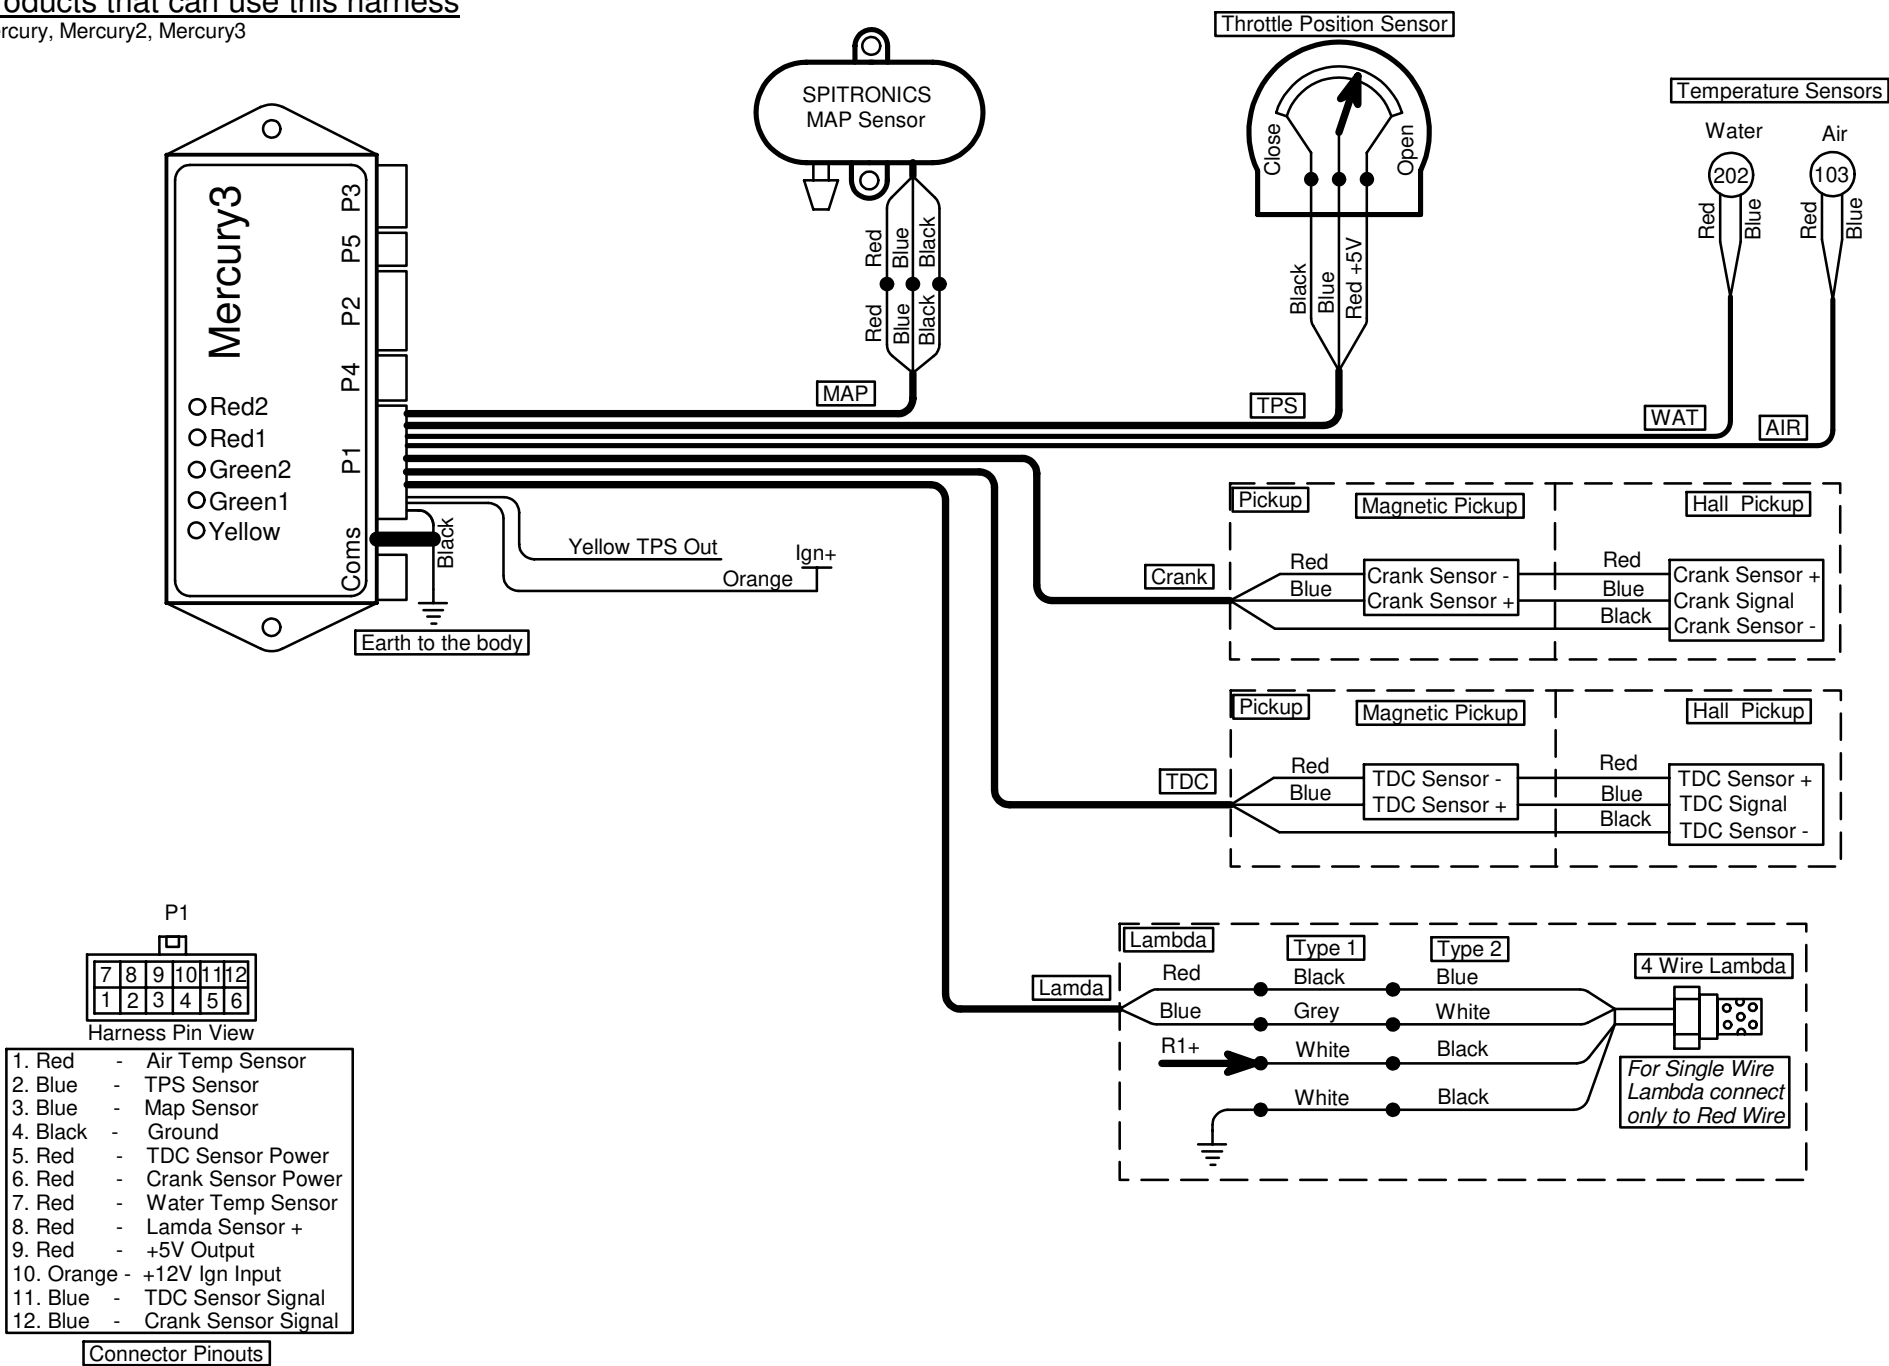 oducts that can use this harness
ercury, Mercury2, Mercury3
Mercury3
P3
P5
P2
P4
P1
Coms
Red2
Red1
Green2
Green1
Yellow
Black
Earth to the body
Yellow TPS Out
Orange
Ign+
SPITRONICS
MAP Sensor
Red
Blue
Black
Red
Blue
Black
MAP
Throttle Position Sensor
Close
Open
Black
Blue
Red +5V
TPS
Temperature Sensors
Water
Air
202
103
Red
Blue
Red
Blue
WAT
AIR
Crank
Pickup
Magnetic Pickup
Hall Pickup
Red
Crank Sensor -
Red
Crank Sensor +
Blue
Crank Sensor +
Blue
Crank Signal
Black
Crank Sensor -
TDC
Pickup
Magnetic Pickup
Hall Pickup
Red
TDC Sensor -
Red
TDC Sensor +
Blue
TDC Sensor +
Blue
TDC Signal
Black
TDC Sensor -
Lamda
Lambda
Type 1
Type 2
4 Wire Lambda
Red
Black
Blue
Blue
Grey
White
R1+
White
Black
White
Black
For Single Wire
Lambda connect
only to Red Wire
P1
7 8 9 10 11 12
1 2 3 4 5 6
Harness Pin View
1. Red - Air Temp Sensor
2. Blue - TPS Sensor
3. Blue - Map Sensor
4. Black - Ground
5. Red - TDC Sensor Power
6. Red - Crank Sensor Power
7. Red - Water Temp Sensor
8. Red - Lamda Sensor +
9. Red - +5V Output
10. Orange - +12V Ign Input
11. Blue - TDC Sensor Signal
12. Blue - Crank Sensor Signal
Connector Pinouts